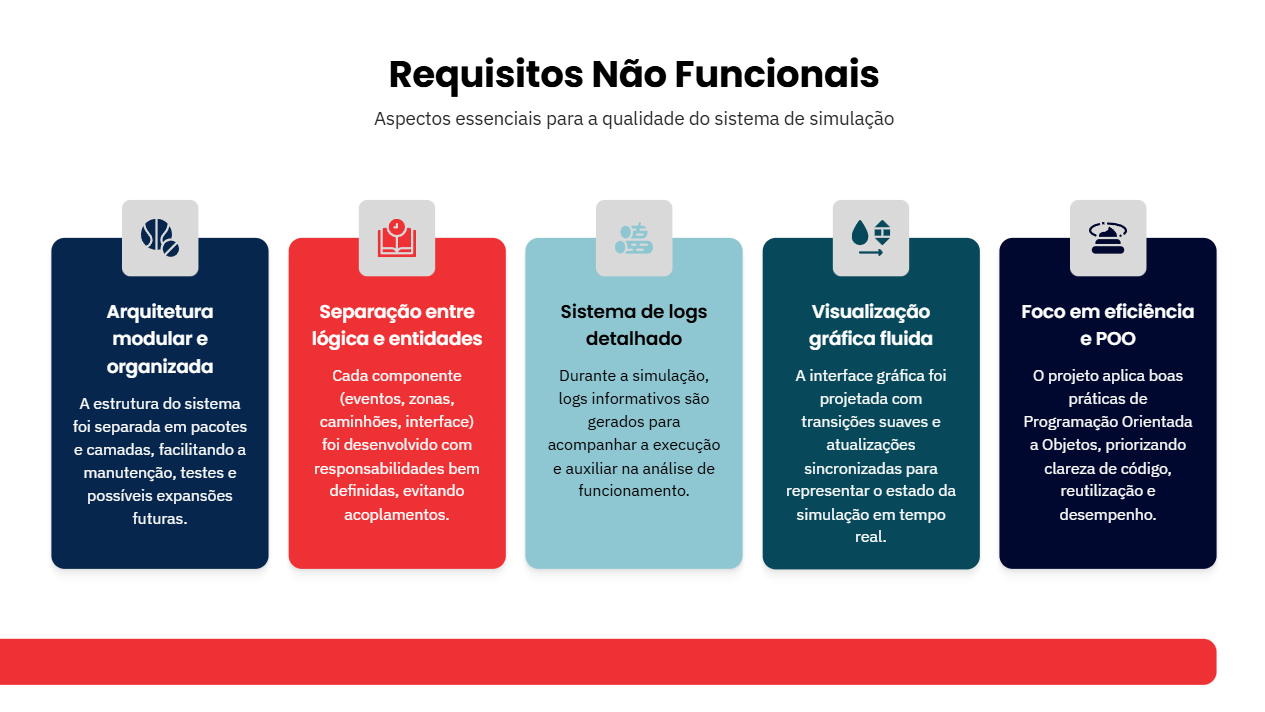 Requisitos Não Funcionais
Aspectos essenciais para a qualidade do sistema de simulação
Arquitetura
modular e
organizada
A estrutura do sistema
foi separada em pacotes
e camadas, facilitando a
manutenção, testes e
possíveis expansões
futuras.
Separação entre
lógica e entidades
Cada componente
(eventos, zonas,
caminhões, interface)
foi desenvolvido com
responsabilidades bem
definidas, evitando
acoplamentos.
Sistema de logs
detalhado
Durante a simulação,
logs informativos são
gerados para
acompanhar a execução
e auxiliar na análise de
funcionamento.
Visualização
gráfica fluida
A interface gráfica foi
projetada com
transições suaves e
atualizações
sincronizadas para
representar o estado da
simulação em tempo
real.
Foco em eficiência
e POO
O projeto aplica boas
práticas de
Programação Orientada
a Objetos, priorizando
clareza de código,
reutilização e
desempenho.